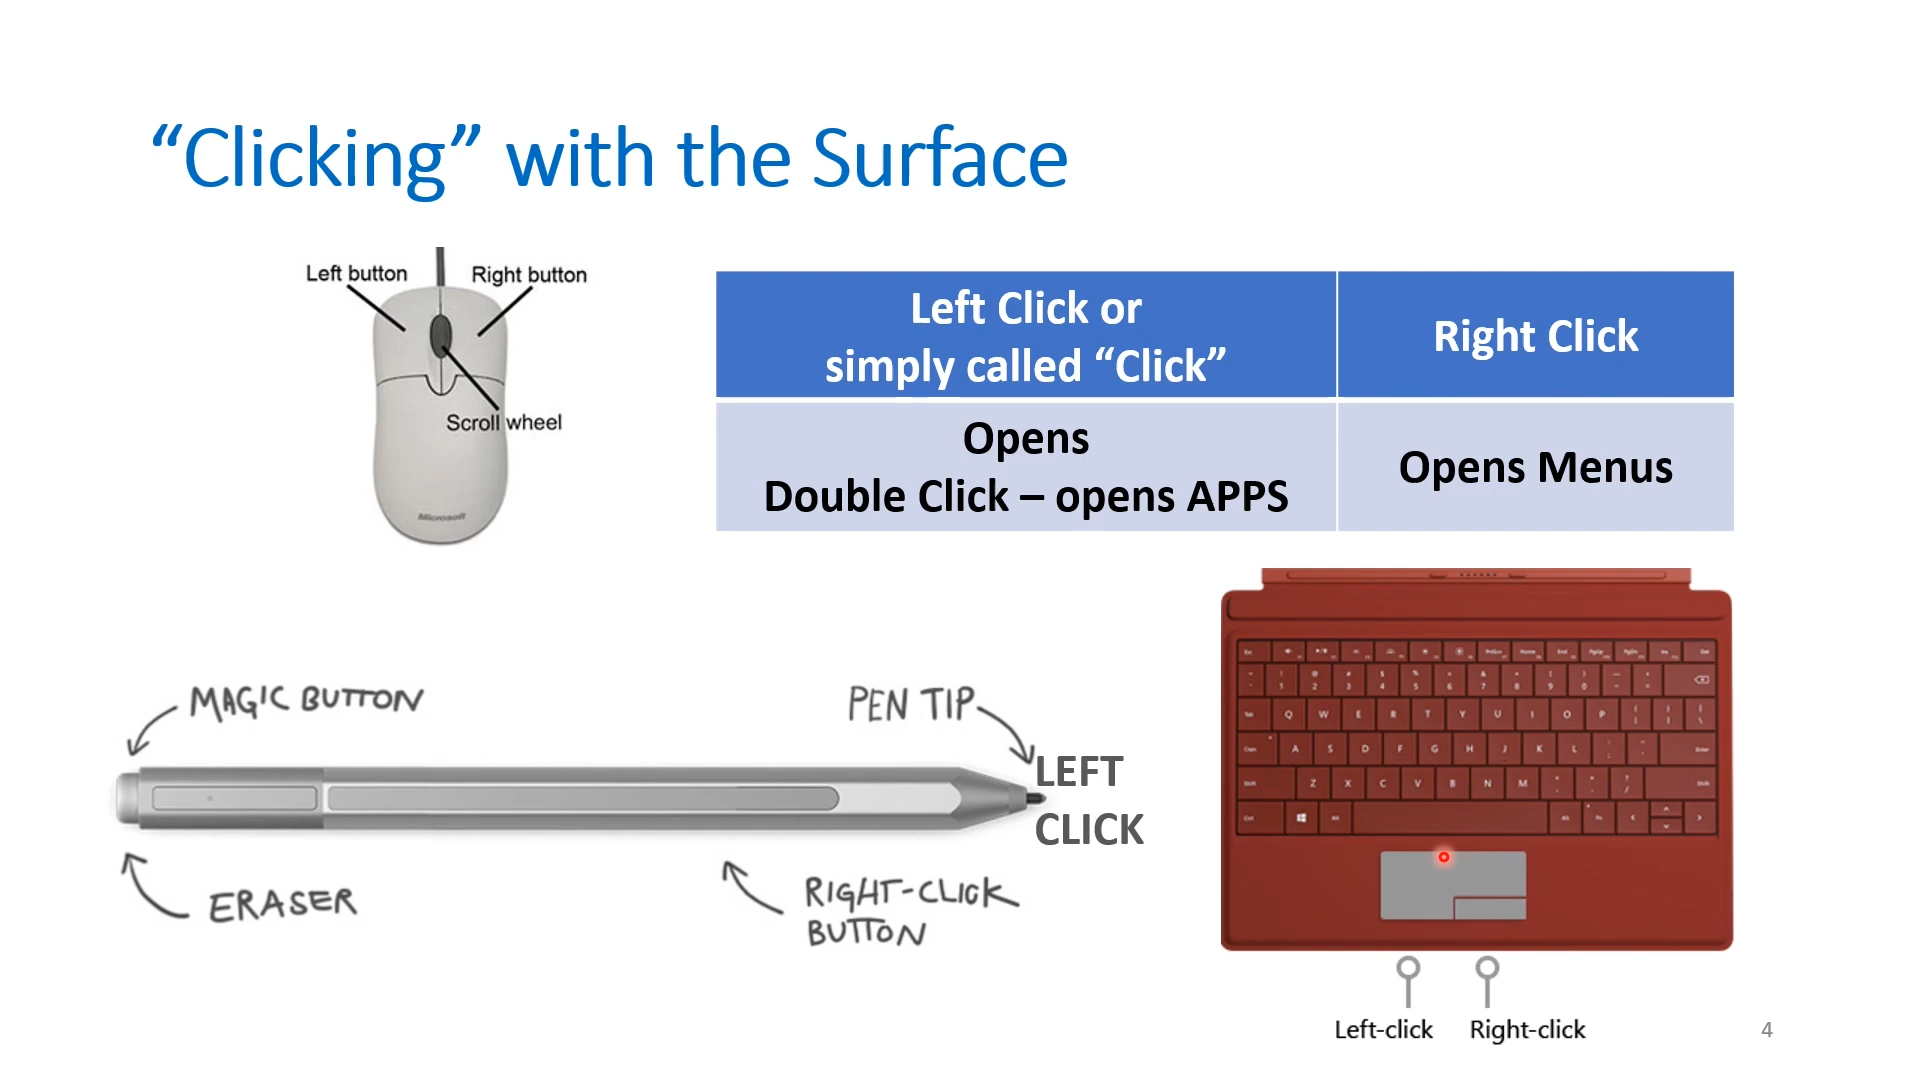 “Clicking” with the Surface
Left button
Right button
Scroll wheel
Microsoft
Left Click or
simply called “Click”
Right Click
Opens
Double Click – opens APPS
Opens Menus
MAGIC BUTTON
PEN TIP
LEFT
CLICK
ERASER
RIGHT-CLICK
BUTTON
Q W E R T Y U I O P
A S D F G H J K L
Z X C V B N M
Left-click
Right-click
4